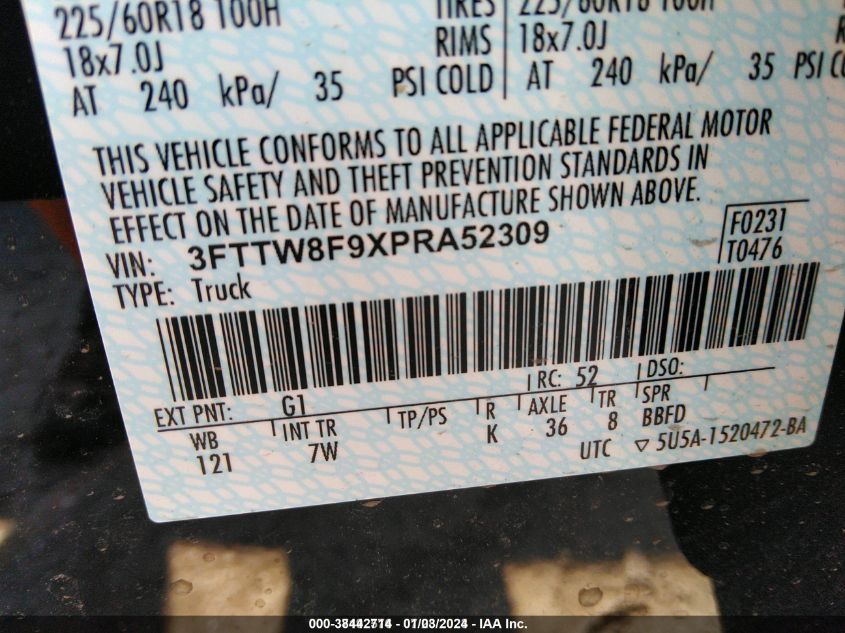 225/60R18 100H TIRES 225/60R18 100H
18x7.0J RIMS 18x7.0J
AT 240 kPa/ 35 PSI COLD AT 240 kPa/ 35 PSI
THIS VEHICLE CONFORMS TO ALL APPLICABLE FEDERAL MOTOR
VEHICLE SAFETY AND THEFT PREVENTION STANDARDS IN
EFFECT ON THE DATE OF MANUFACTURE SHOWN ABOVE.
VIN: 3FTTW8F9XPRA52309 F0231
TYPE: Truck T0476
EXT PNT: G1 RC: 52 DSO:
WB INT TR TP/PS R AXLE TR SPR
121 7W K 36 8 BBFD
UTC ▽ 5U5A-1520472-BA
01/03/2024 - IAA Inc.